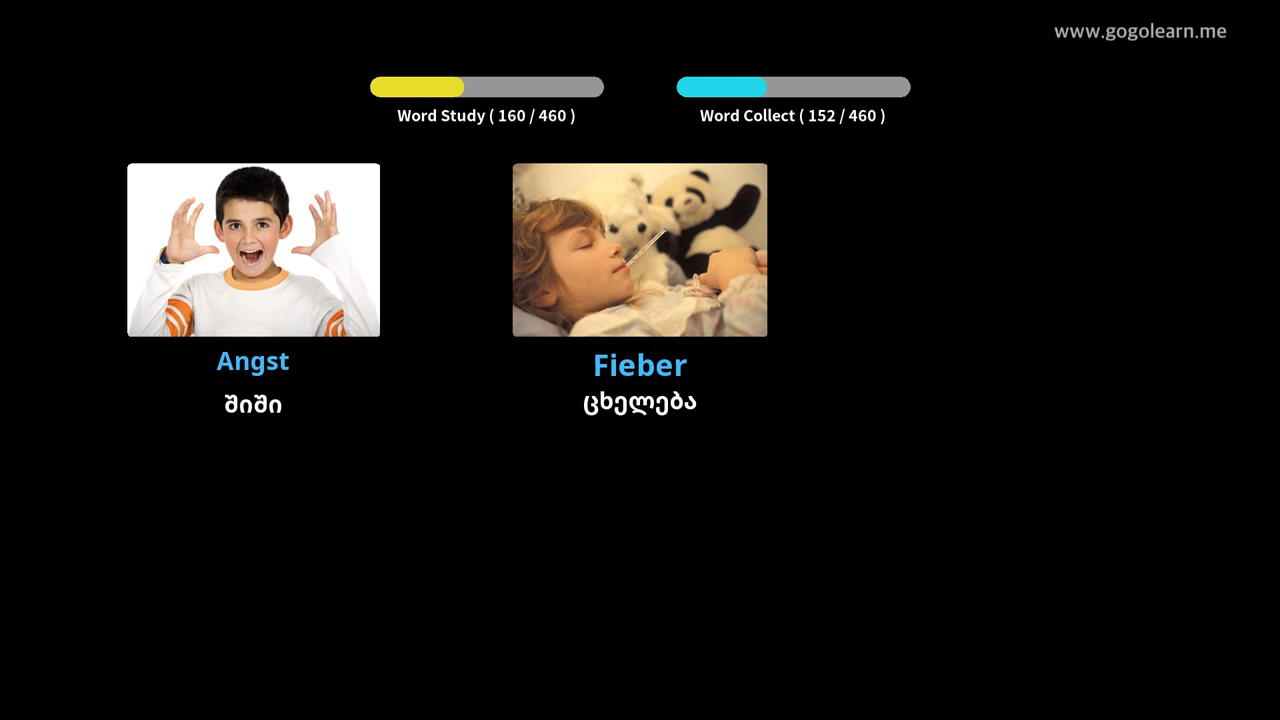 www.gogolearn.me
Word Study ( 160 / 460 )
Word Collect ( 152 / 460 )
Angst
შიში
Fieber
ცხელება